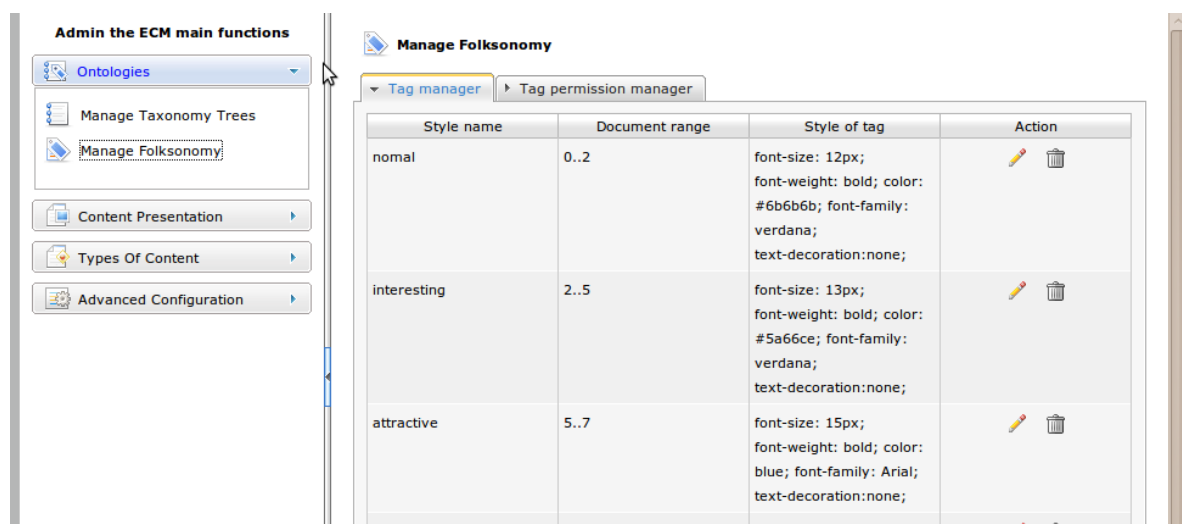 Admin the ECM main functions
Ontologies
Manage Taxonomy Trees
Manage Folksonomy
Content Presentation
Types Of Content
Advanced Configuration
Manage Folksonomy
Tag manager Tag permission manager
Style name Document range Style of tag Action
nomal 0..2 font-size: 12px;
font-weight: bold; color:
#6b6b6b; font-family:
verdana;
text-decoration:none;
interesting 2..5 font-size: 13px;
font-weight: bold; color:
#5a66ce; font-family:
verdana;
text-decoration:none;
attractive 5..7 font-size: 15px;
font-weight: bold; color:
blue; font-family: Arial;
text-decoration:none;